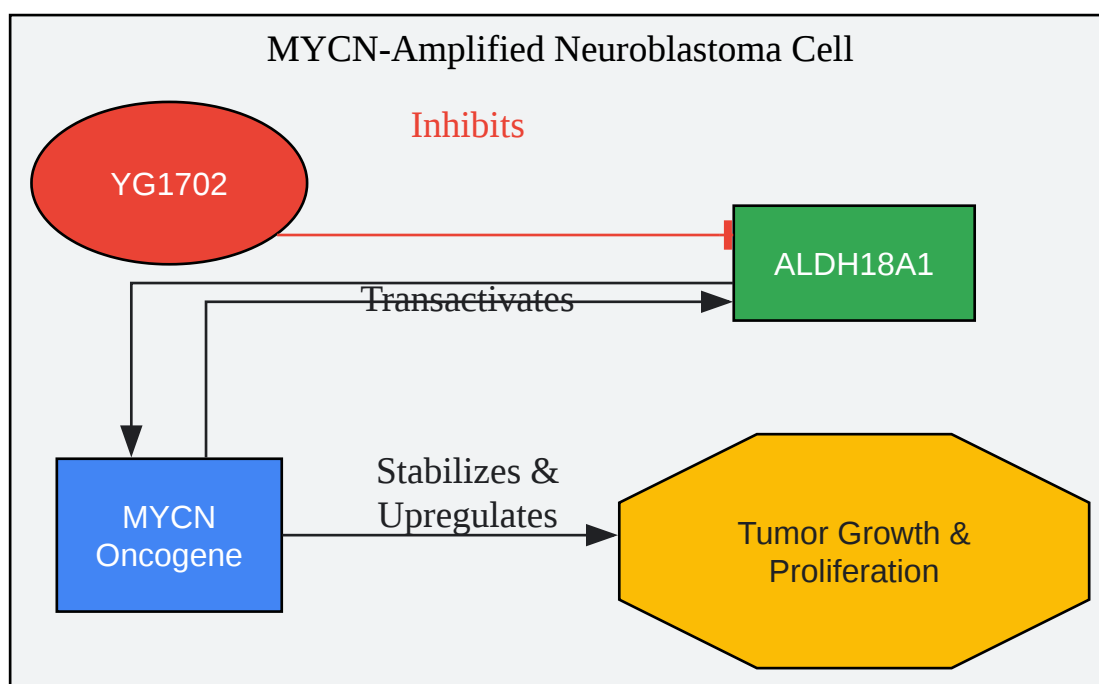 MYCN-Amplified Neuroblastoma Cell
Inhibits
YG1702
ALDH18A1
Transactivates
Stabilizes &
Upregulates
MYCN
Oncogene
Tumor Growth &
Proliferation